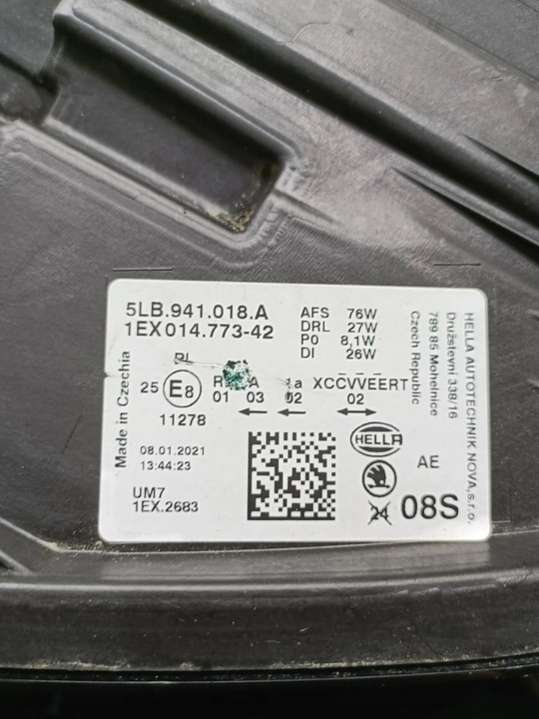 5LB.941.018.A
1EX 014.773-42
AFS 76W
DRL 27W
P0 8,1W
DI 26W
PL
25 E8 R A 1a XCCVVEERT
01 03 02 02
11278
08.01.2021
13:44:23
UM7
1EX.2683
Made in Czechia
HELLA
AE
08S
HELLA AUTOTECHNIK NOVA,s.r.o.
Družstevní 338/16
789 85 Mohelnice
Czech Republic